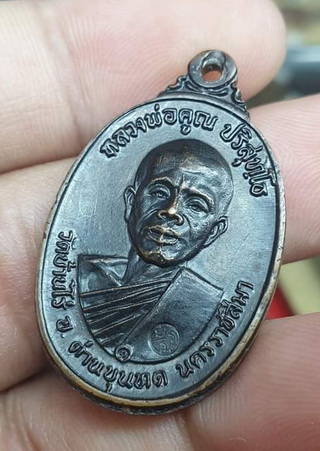 หลวงพ่อคูณ ปริสุทฺโธ
วัดบ้านไร่ อ. ด่านขุนทด นครราชสีมา
๑